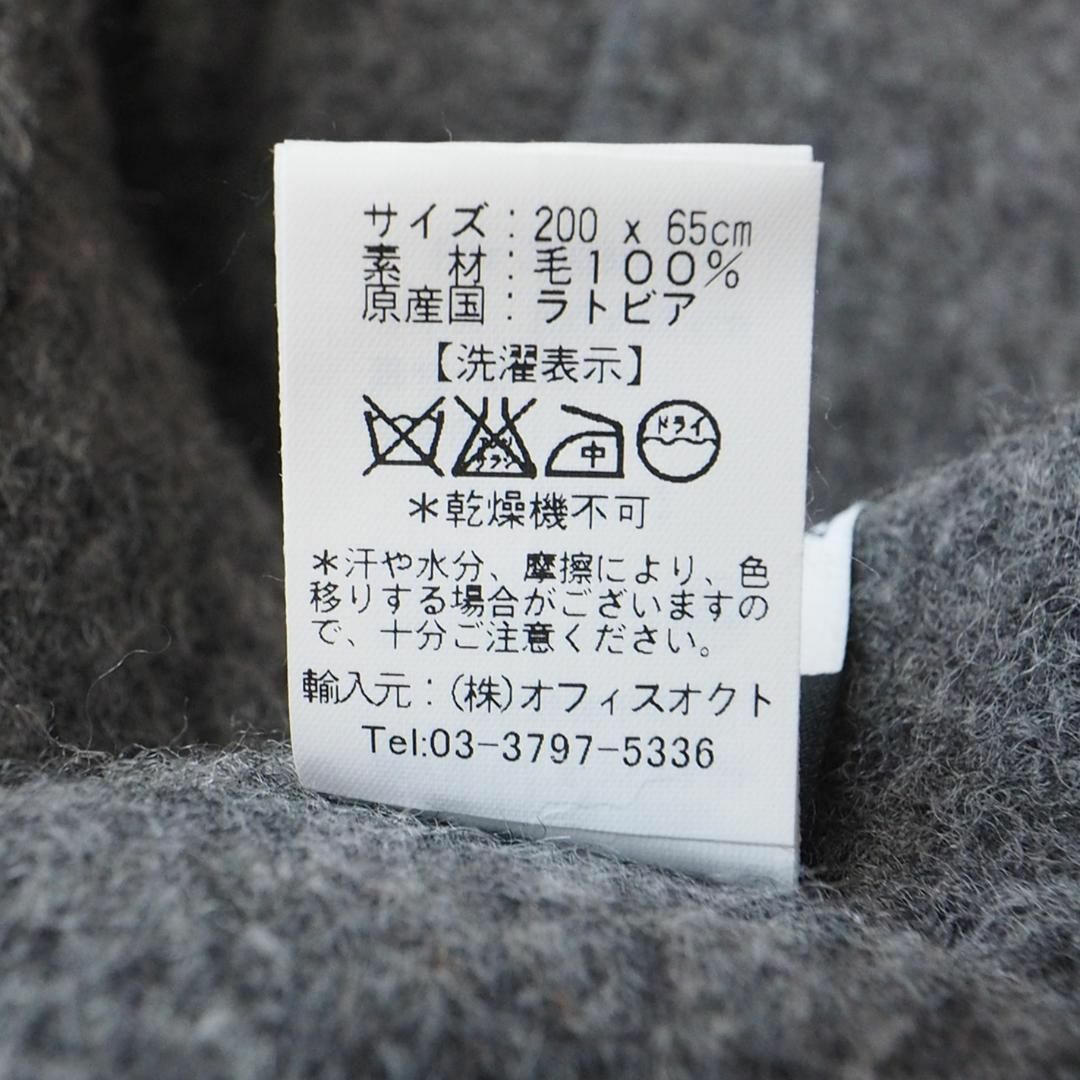 サイズ：200 x 65cm
素　材：毛１００％
原産国：ラトビア
【洗濯表示】
中 ドライ
＊乾燥機不可
＊汗や水分、摩擦により、色
移りする場合がございますの
で、十分ご注意ください。
輸入元：(株)オフィスオクト
Tel:03-3797-5336